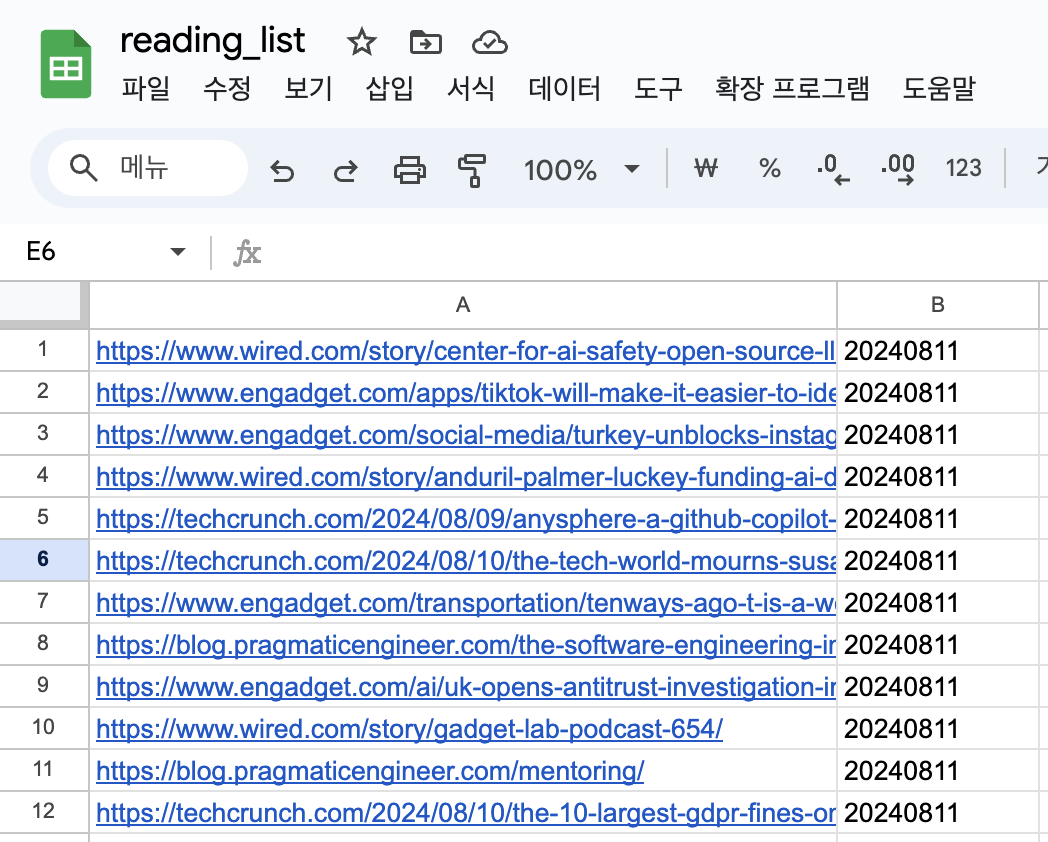 reading_list
파일 수정 보기 삽입 서식 데이터 도구 확장 프로그램 도움말
메뉴 100% ₩ % .0 .00 123
E6 fx
A B
1 https://www.wired.com/story/center-for-ai-safety-open-source-ll 20240811
2 https://www.engadget.com/apps/tiktok-will-make-it-easier-to-ide 20240811
3 https://www.engadget.com/social-media/turkey-unblocks-instag 20240811
4 https://www.wired.com/story/anduril-palmer-luckey-funding-ai-d 20240811
5 https://techcrunch.com/2024/08/09/anysphere-a-github-copilot- 20240811
6 https://techcrunch.com/2024/08/10/the-tech-world-mourns-susa 20240811
7 https://www.engadget.com/transportation/tenways-ago-t-is-a-w 20240811
8 https://blog.pragmaticengineer.com/the-software-engineering-i 20240811
9 https://www.engadget.com/ai/uk-opens-antitrust-investigation-i 20240811
10 https://www.wired.com/story/gadget-lab-podcast-654/ 20240811
11 https://blog.pragmaticengineer.com/mentoring/ 20240811
12 https://techcrunch.com/2024/08/10/the-10-largest-gdpr-fines-o 20240811